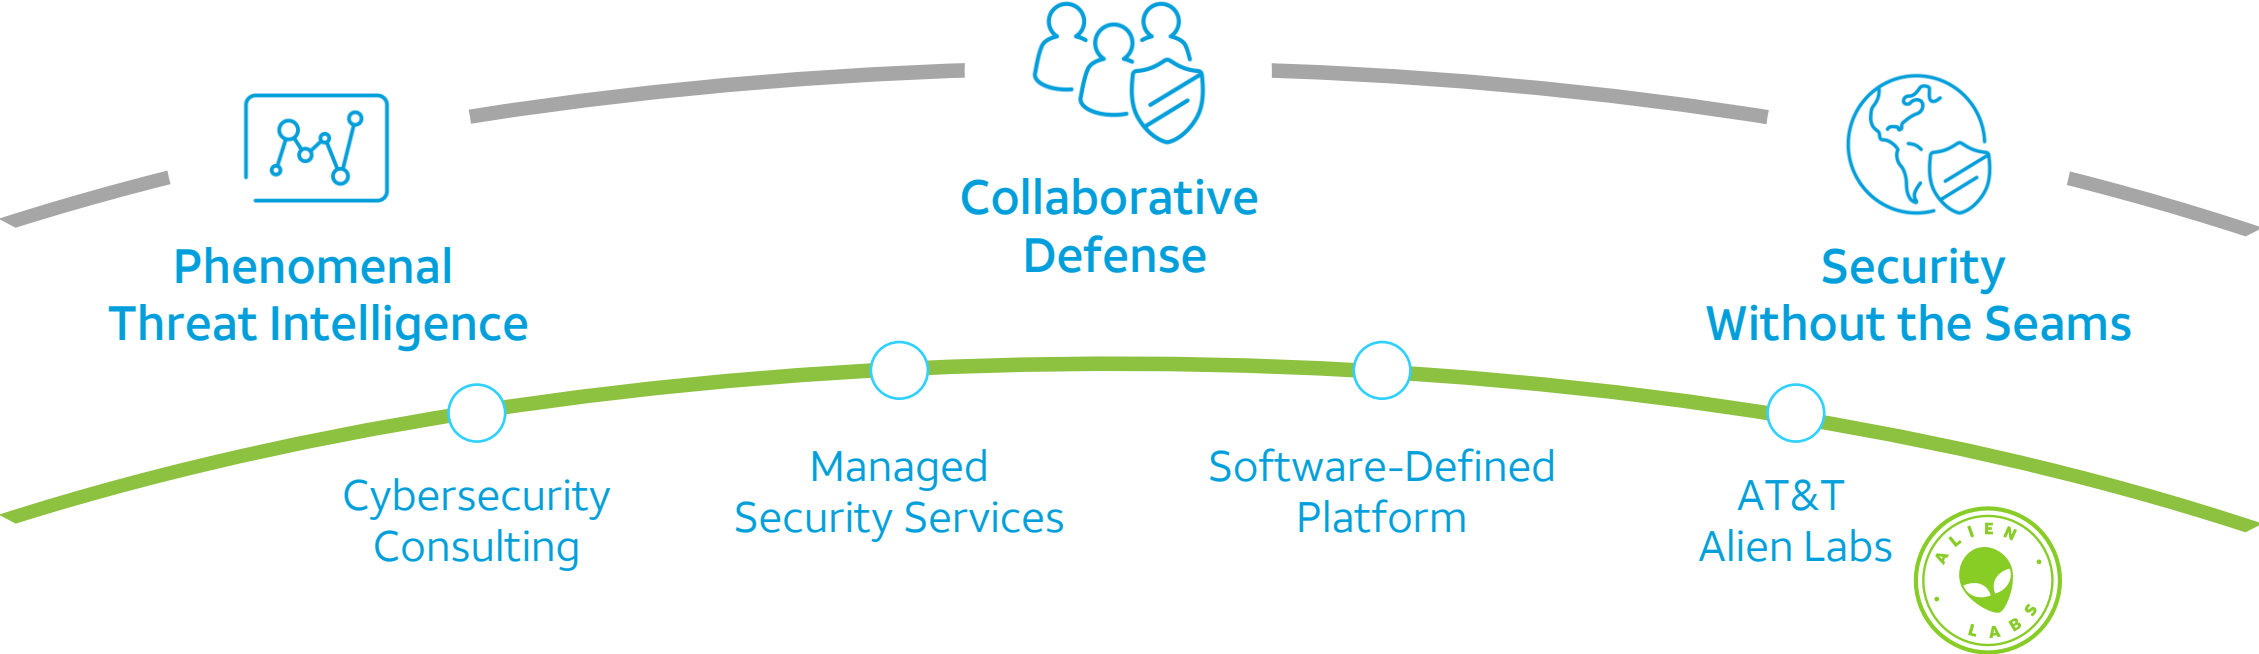 Phenomenal
Threat Intelligence
Collaborative
Defense
Security
Without the Seams
Cybersecurity
Consulting
Managed
Security Services
Software-Defined
Platform
AT&T
Alien Labs
ALIEN
LABS